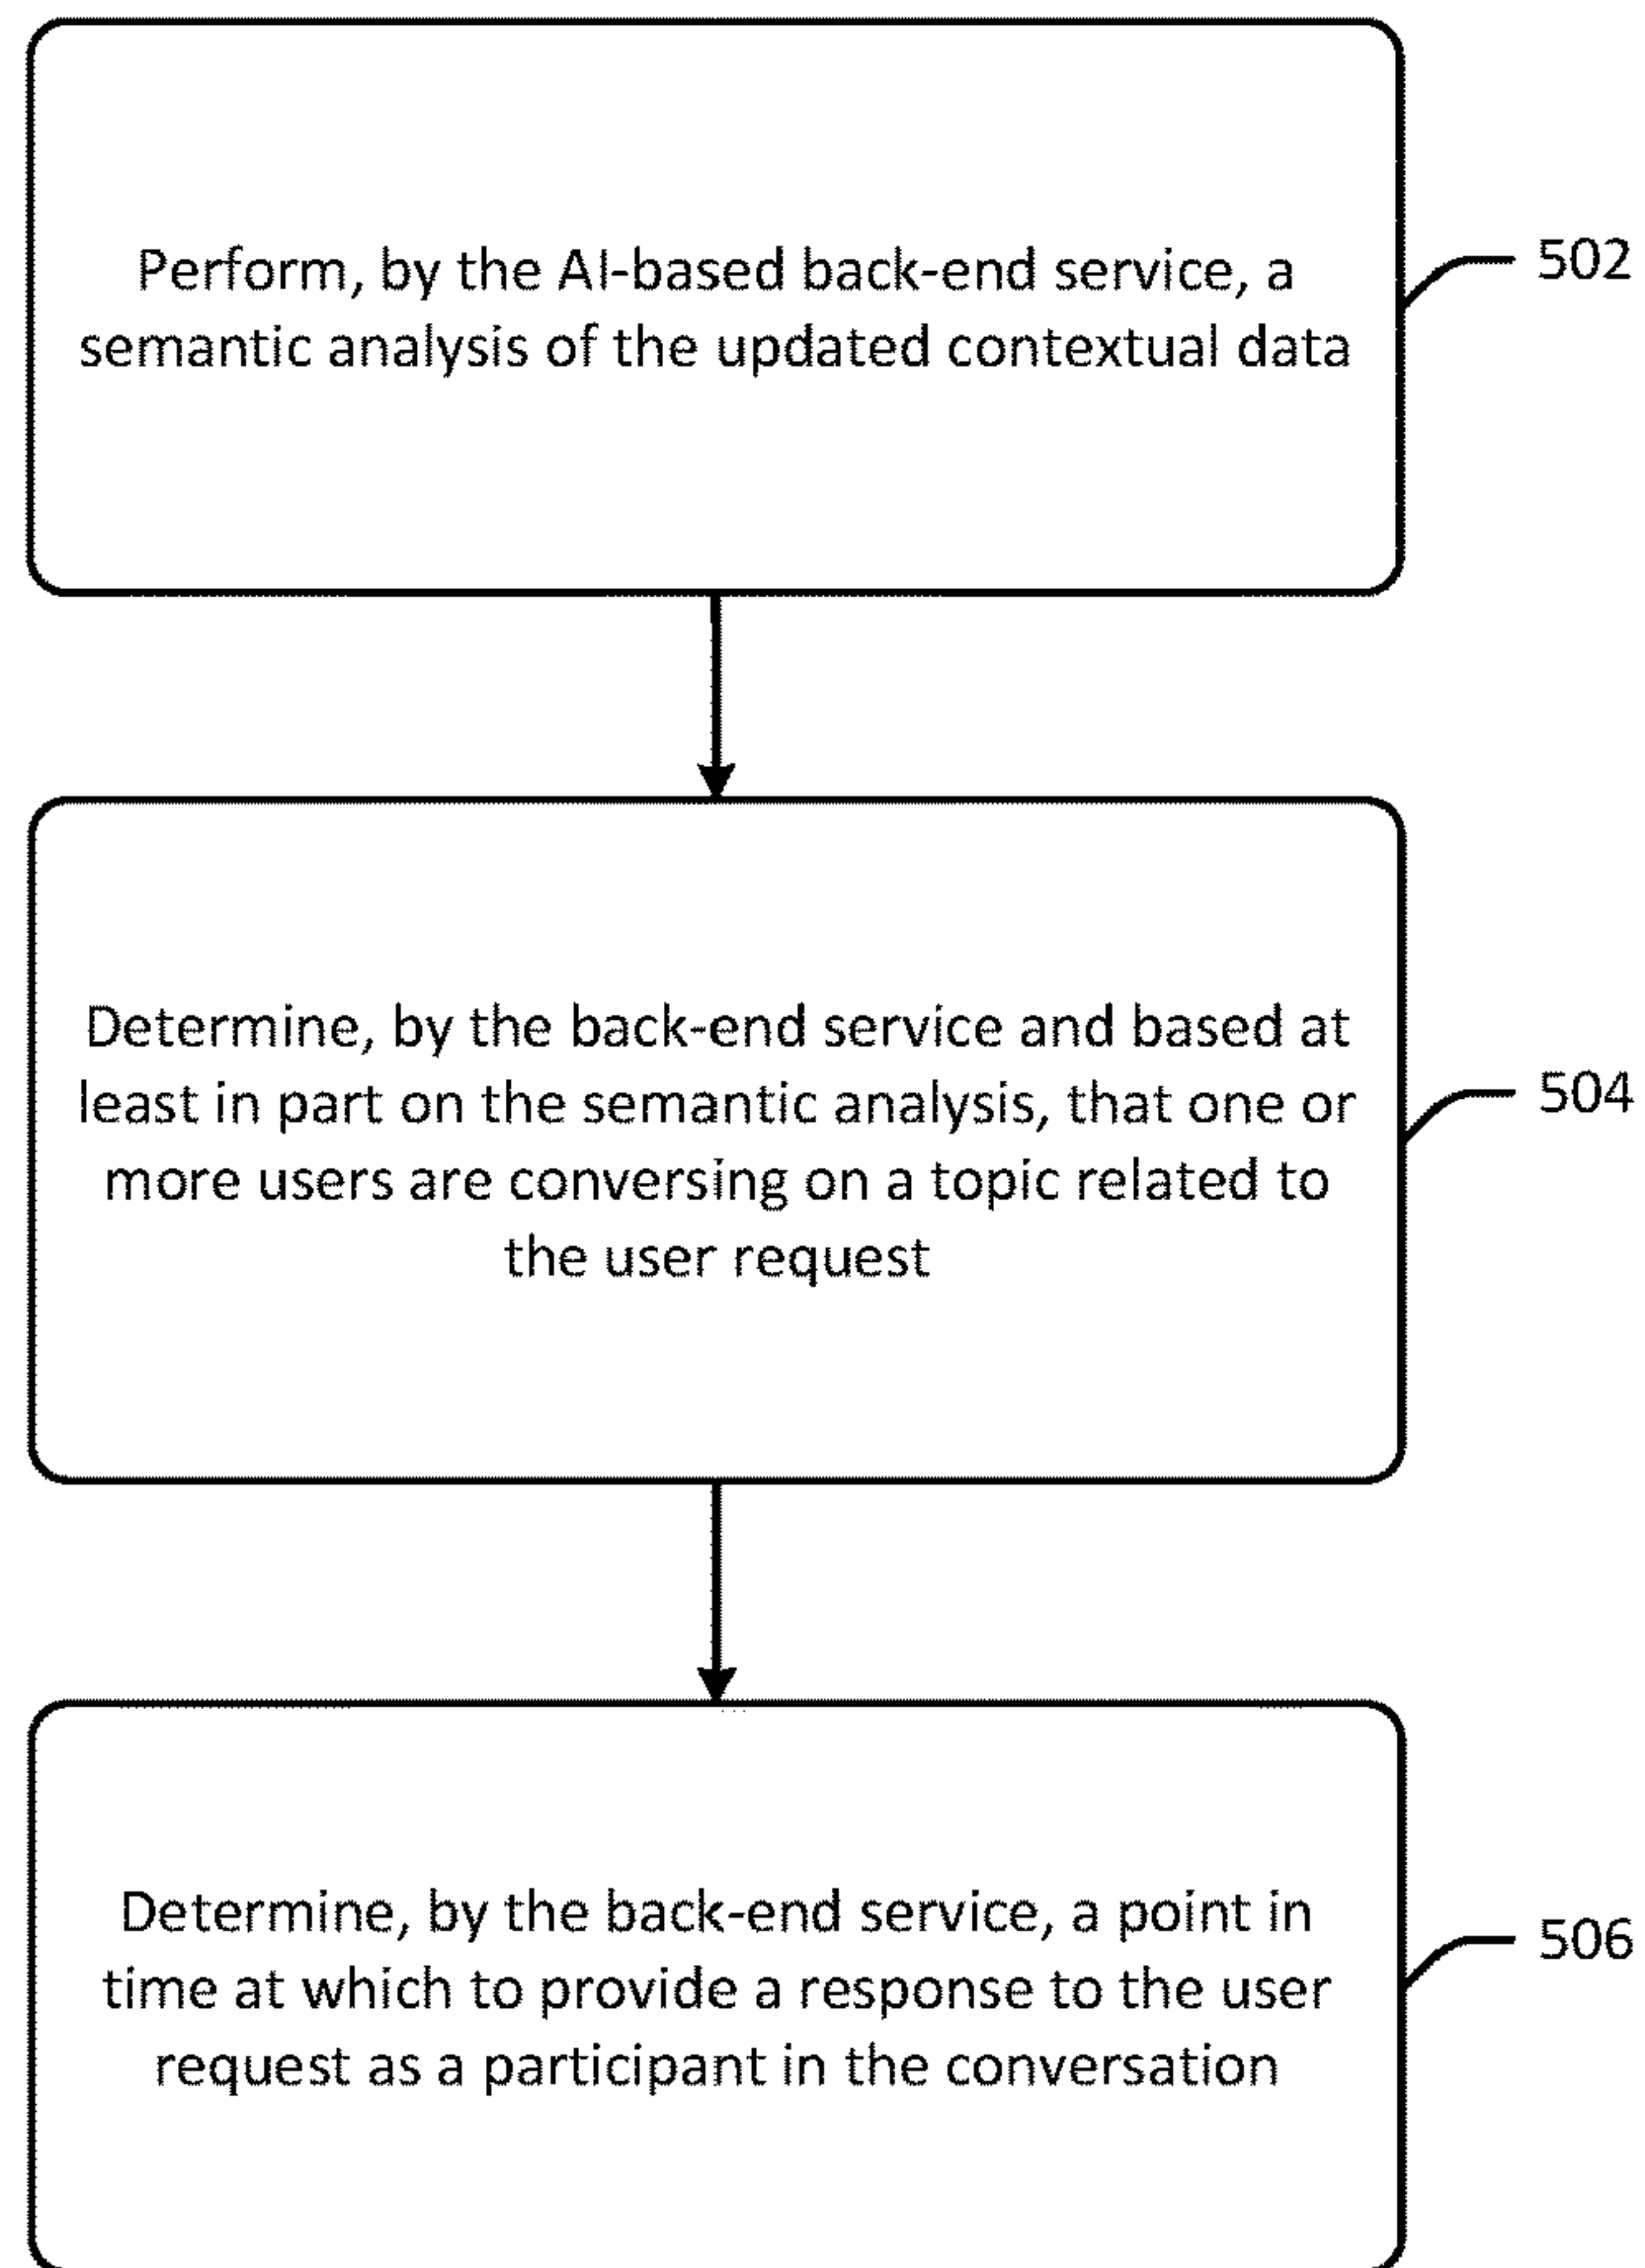 Perform, by the AI-based back-end service, a
semantic analysis of the updated contextual data
502
Determine, by the back-end service and based at
least in part on the semantic analysis, that one or
more users are conversing on a topic related to
the user request
504
Determine, by the back-end service, a point in
time at which to provide a response to the user
request as a participant in the conversation
506